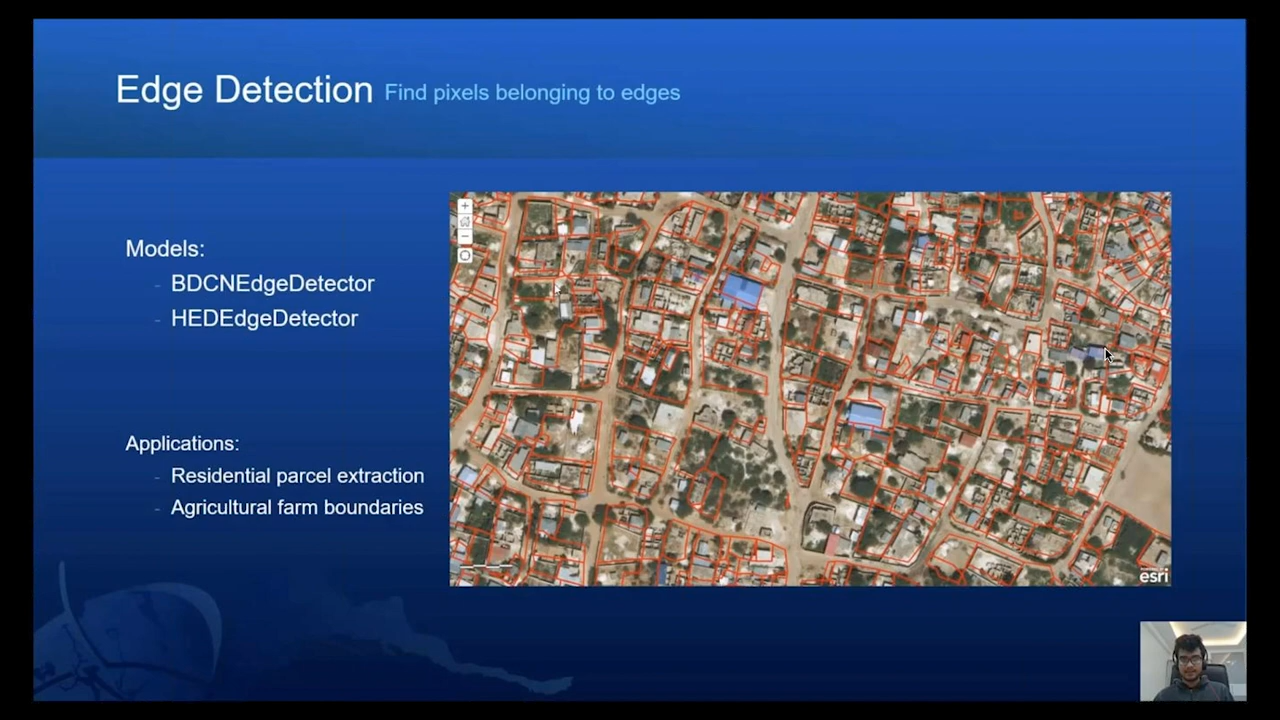 Edge Detection Find pixels belonging to edges
Models:
- BDCNEdgeDetector
- HEDEdgeDetector
Applications:
- Residential parcel extraction
- Agricultural farm boundaries
esri